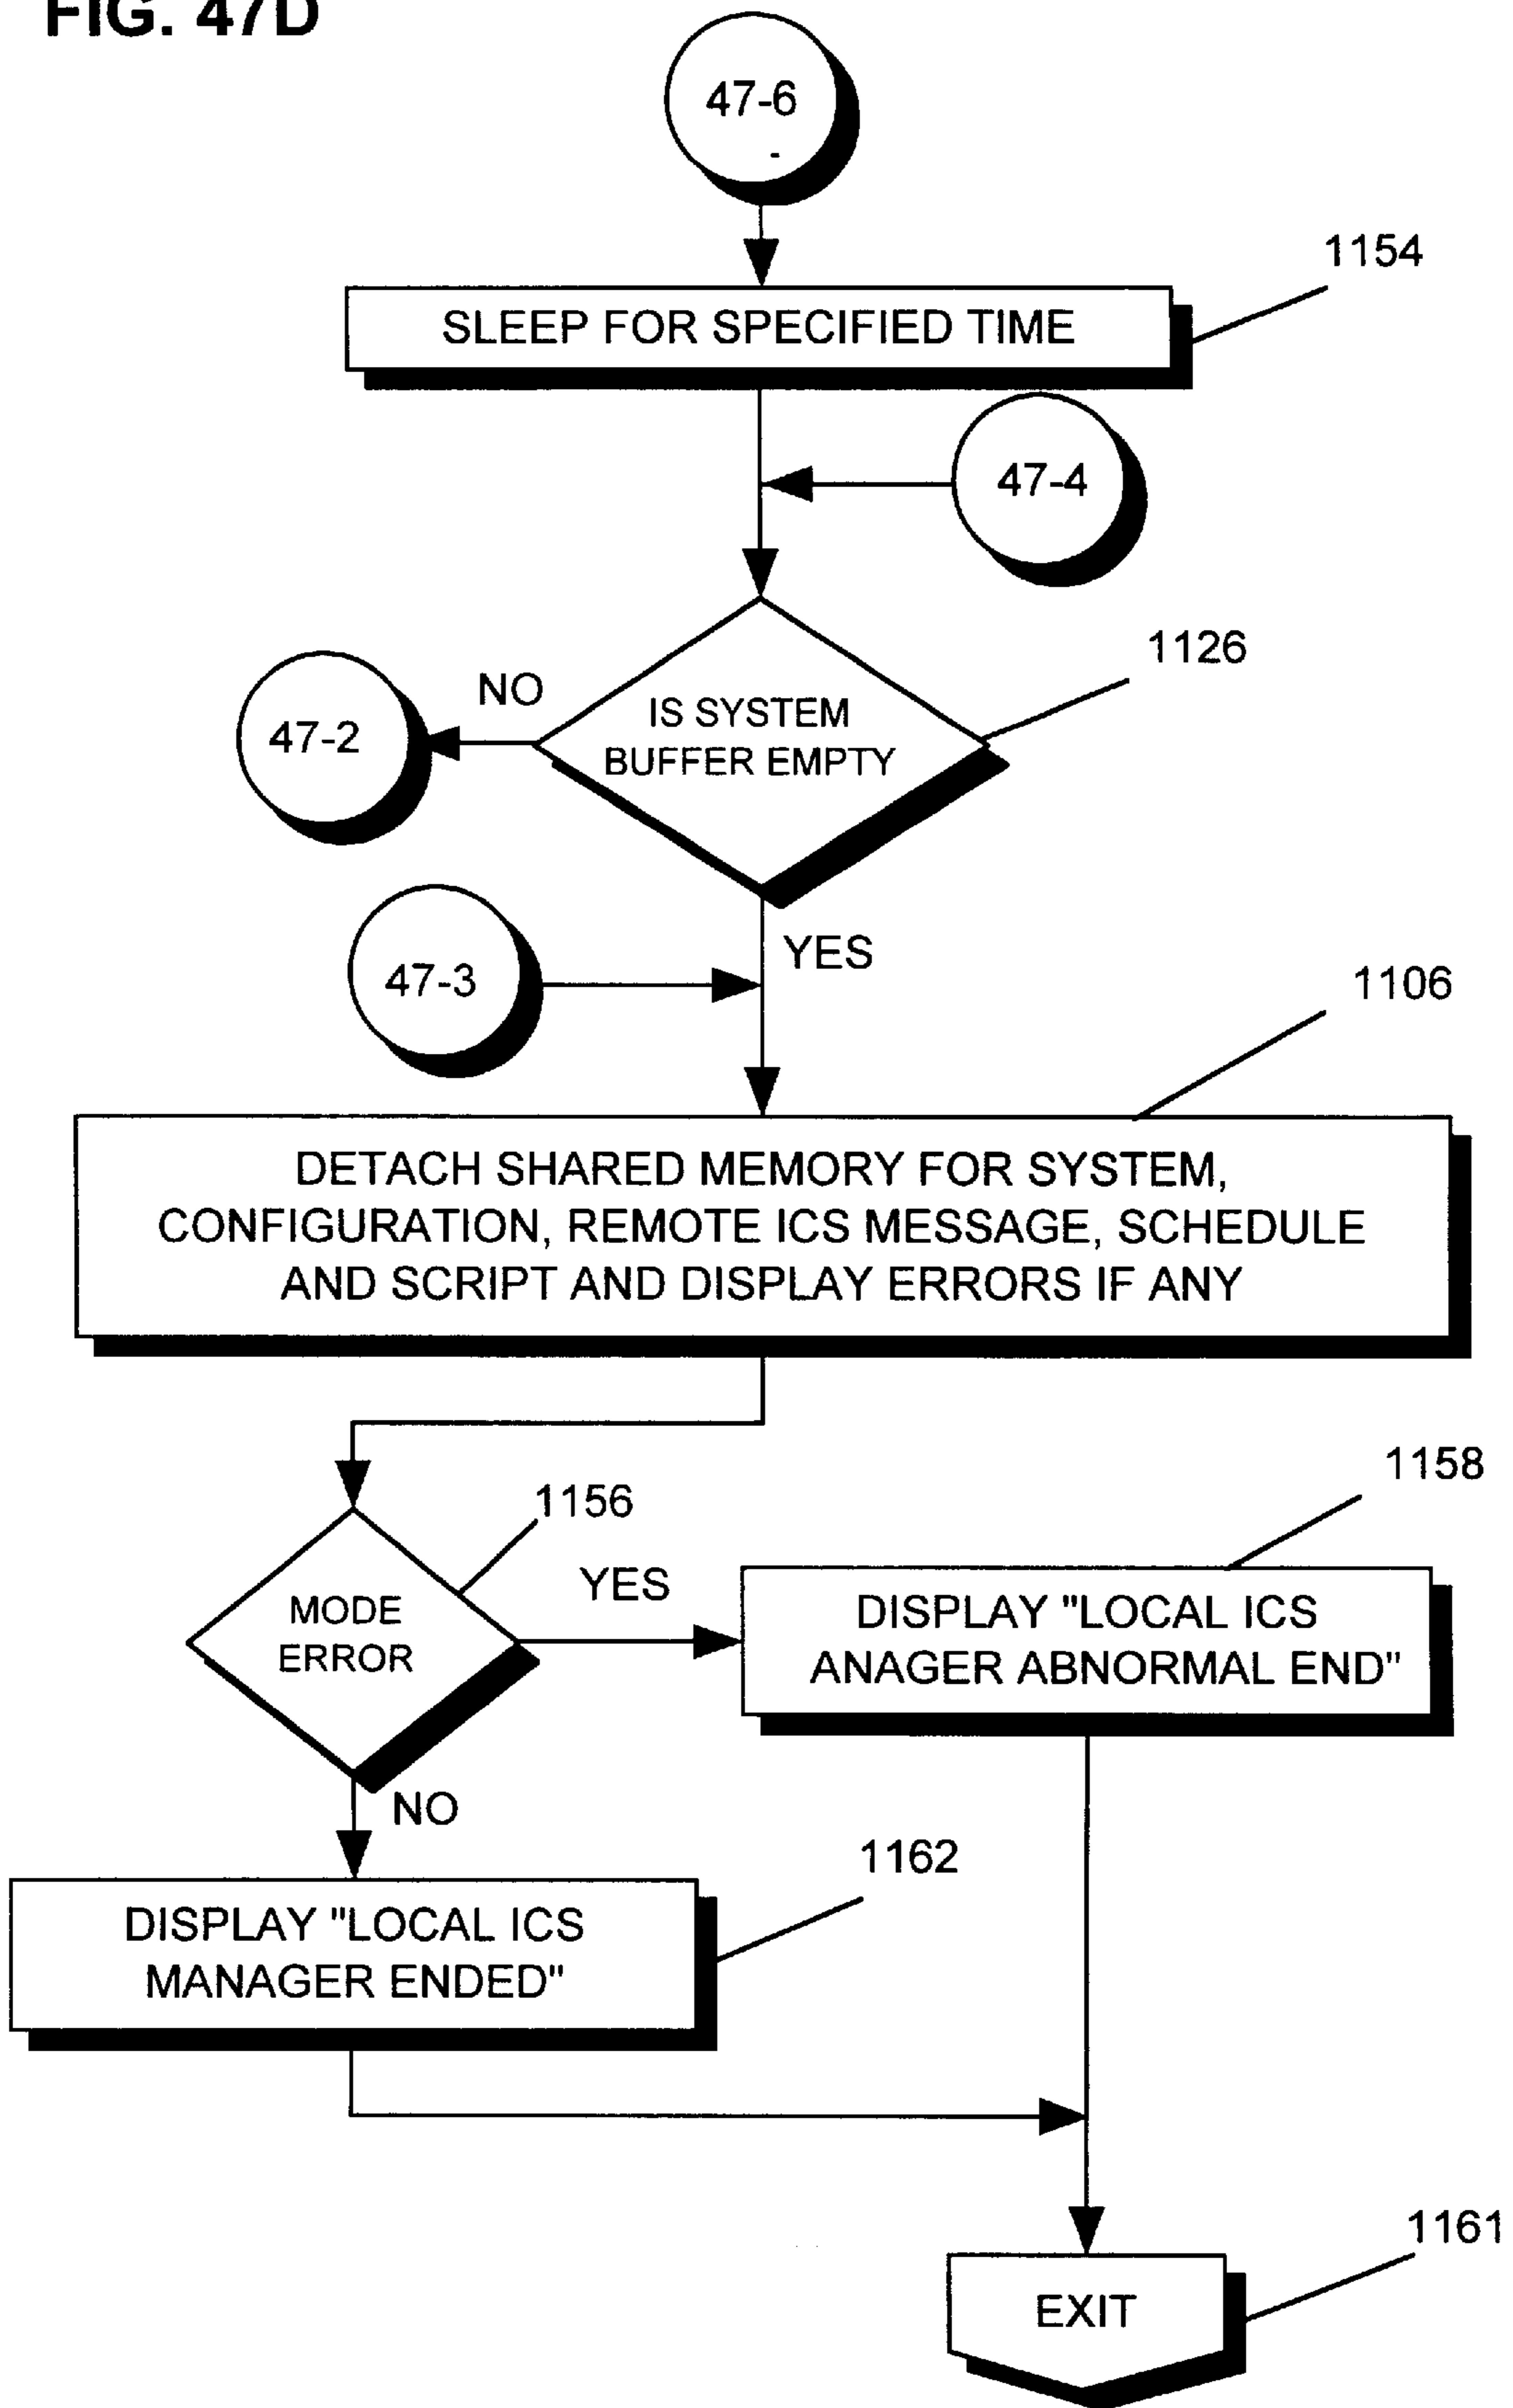 FIG. 47D
47-6
1154
SLEEP FOR SPECIFIED TIME
47-4
1126
NO
IS SYSTEM
BUFFER EMPTY
47-2
YES
47-3
1106
DETACH SHARED MEMORY FOR SYSTEM,
CONFIGURATION, REMOTE ICS MESSAGE, SCHEDULE
AND SCRIPT AND DISPLAY ERRORS IF ANY
1158
1156
YES
MODE
ERROR
DISPLAY "LOCAL ICS
ANAGER ABNORMAL END"
NO
1162
DISPLAY "LOCAL ICS
MANAGER ENDED"
1161
EXIT